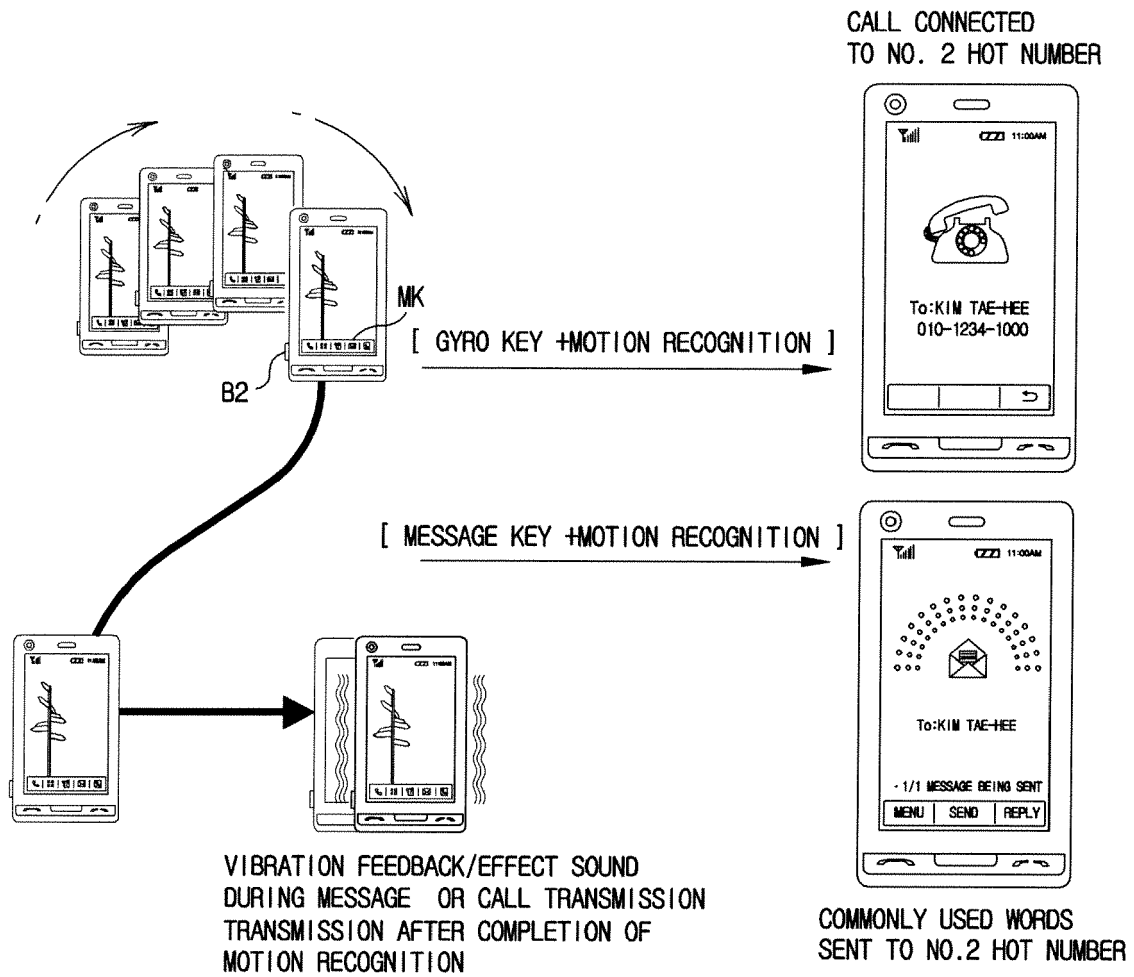 CALL CONNECTED
TO NO. 2 HOT NUMBER
11:00AM
To:KIM TAE-HEE
010-1234-1000
MK
[ GYRO KEY +MOTION RECOGNITION ]
B2
[ MESSAGE KEY +MOTION RECOGNITION ]
11:00AM
To:KIM TAE-HEE
- 1/1 MESSAGE BEING SENT
MENU SEND REPLY
VIBRATION FEEDBACK/EFFECT SOUND
DURING MESSAGE OR CALL TRANSMISSION
TRANSMISSION AFTER COMPLETION OF
MOTION RECOGNITION
COMMONLY USED WORDS
SENT TO NO.2 HOT NUMBER